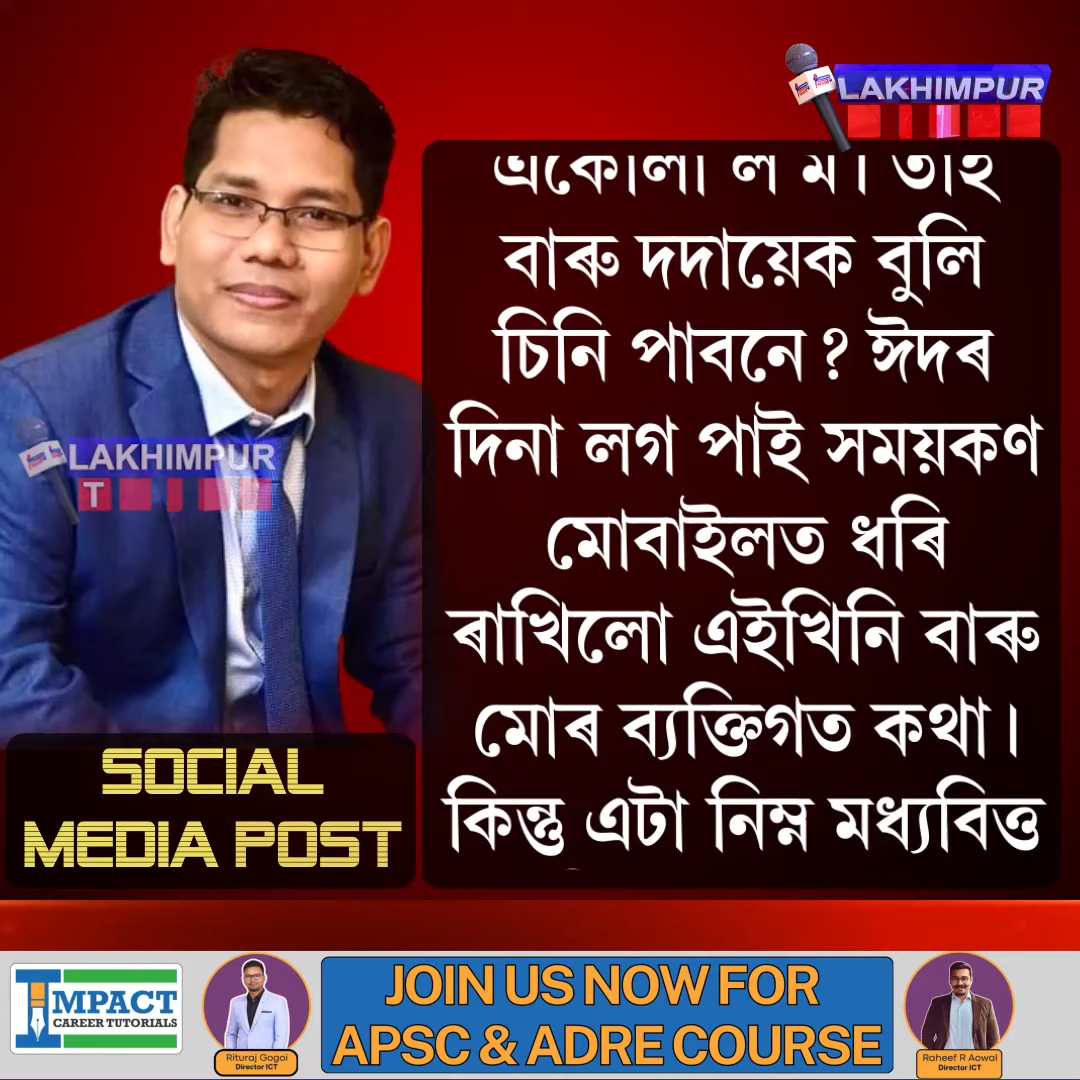 LAKHIMPUR
একোলা ল ম। তাই
বাৰু দদায়েক বুলি
চিনি পাবনে? ঈদৰ
দিনা লগ পাই সময়কণ
মোবাইলত ধৰি
ৰাখিলো এইখিনি বাৰু
মোৰ ব্যক্তিগত কথা।
কিন্তু এটা নিম্ন মধ্যবিত্ত
LAKHIMPUR
T
SOCIAL
MEDIA POST
IMPACT
CAREER TUTORIALS
Rituraj Gogoi
Director ICT
JOIN US NOW FOR
APSC & ADRE COURSE
Raheef R Aowal
Director ICT